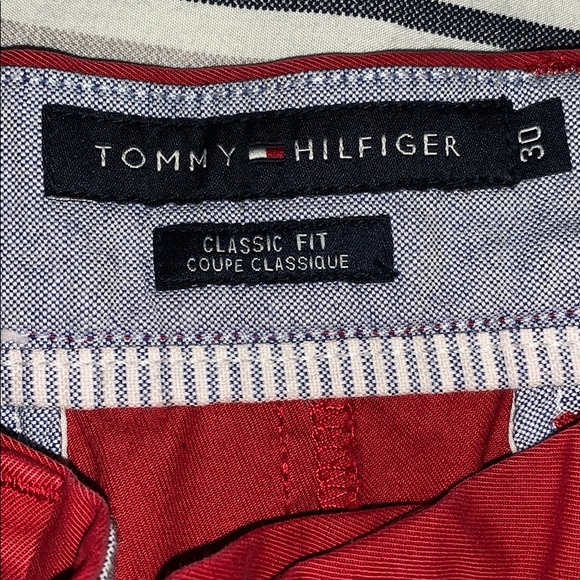 TOMMY HILFIGER
30
CLASSIC FIT
COUPE CLASSIQUE